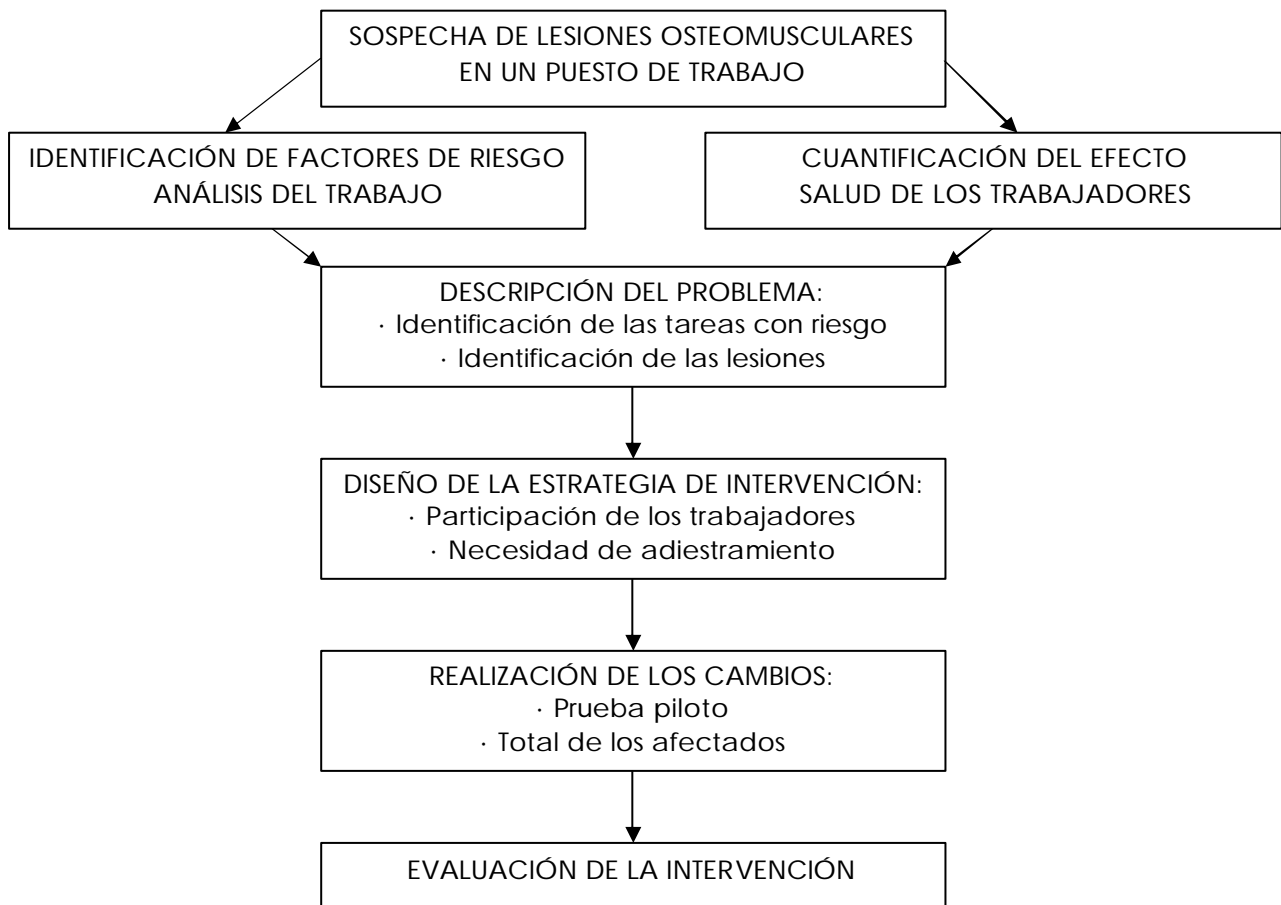 SOSPECHA DE LESIONES OSTEOMUSCULARES
EN UN PUESTO DE TRABAJO
IDENTIFICACIÓN DE FACTORES DE RIESGO
ANÁLISIS DEL TRABAJO
CUANTIFICACIÓN DEL EFECTO
SALUD DE LOS TRABAJADORES
DESCRIPCIÓN DEL PROBLEMA:
· Identificación de las tareas con riesgo
· Identificación de las lesiones
DISEÑO DE LA ESTRATEGIA DE INTERVENCIÓN:
· Participación de los trabajadores
· Necesidad de adiestramiento
REALIZACIÓN DE LOS CAMBIOS:
· Prueba piloto
· Total de los afectados
EVALUACIÓN DE LA INTERVENCIÓN